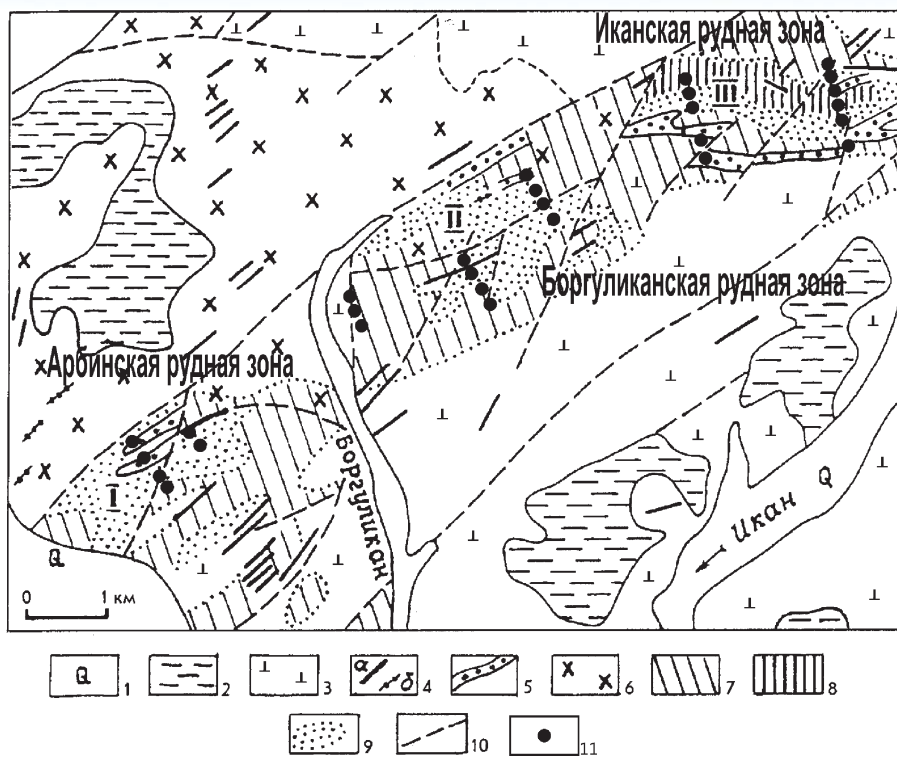 Иканская рудная зона
III
II
Боргуликанская рудная зона
Арбинская рудная зона
I
Боргуликан
Икан
Q
Q
0 1 км
Q 1
2
3
а б 4
5
6
7
8
9
10
11